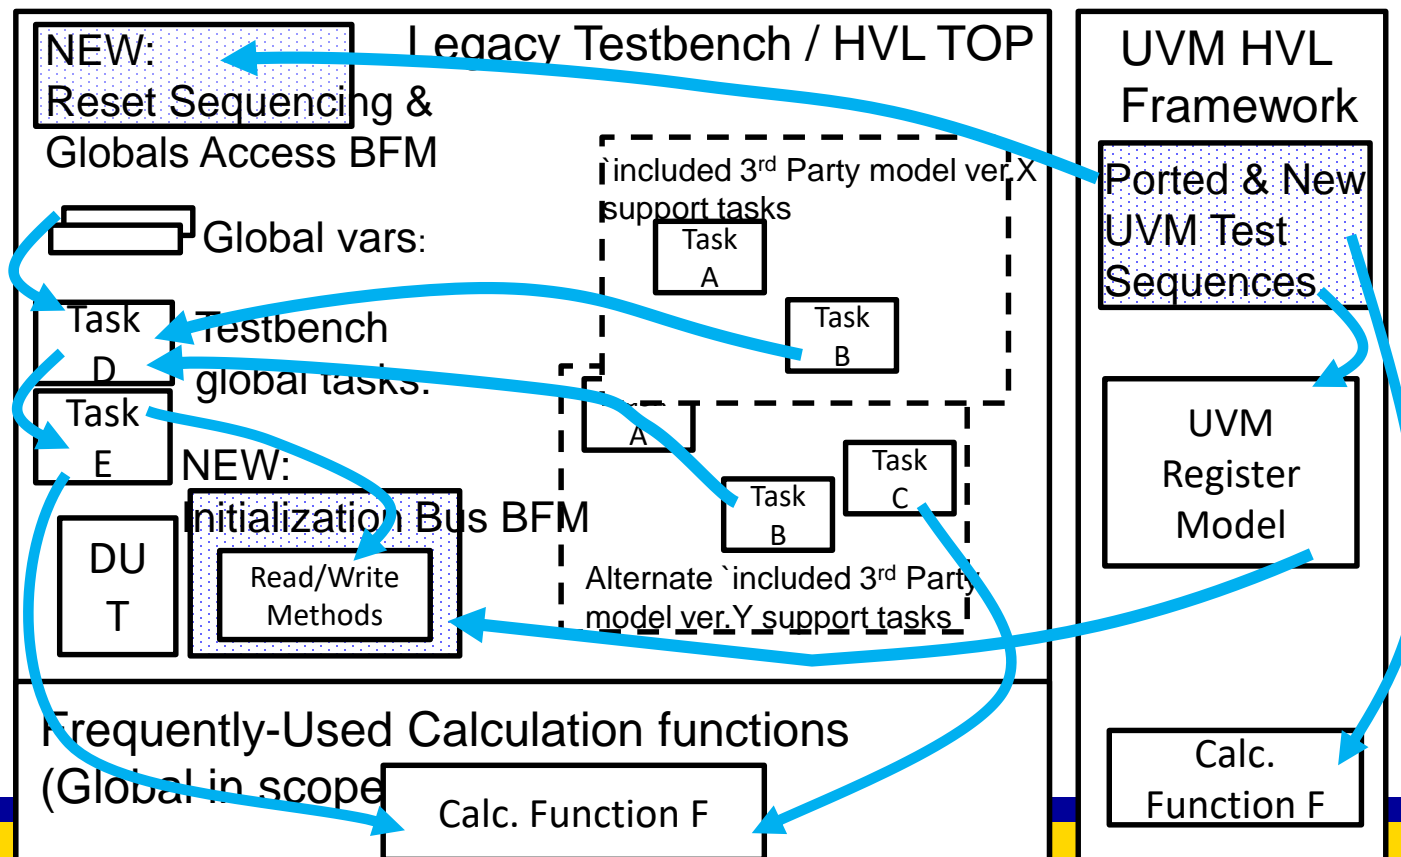 Legacy Testbench / HVL TOP
NEW:
Reset Sequencing &
Globals Access BFM
Global vars:
Task
D
Testbench
global tasks:
Task
E
NEW:
Initialization Bus BFM
Read/Write
Methods
DU
T
`included 3rd Party model ver.X
support tasks
Task
A
Task
B
A
Task
B
Task
C
Alternate `included 3rd Party
model ver.Y support tasks
Frequently-Used Calculation functions
(Global in scope
Calc. Function F
UVM HVL
Framework
Ported & New
UVM Test
Sequences
UVM
Register
Model
Calc.
Function F